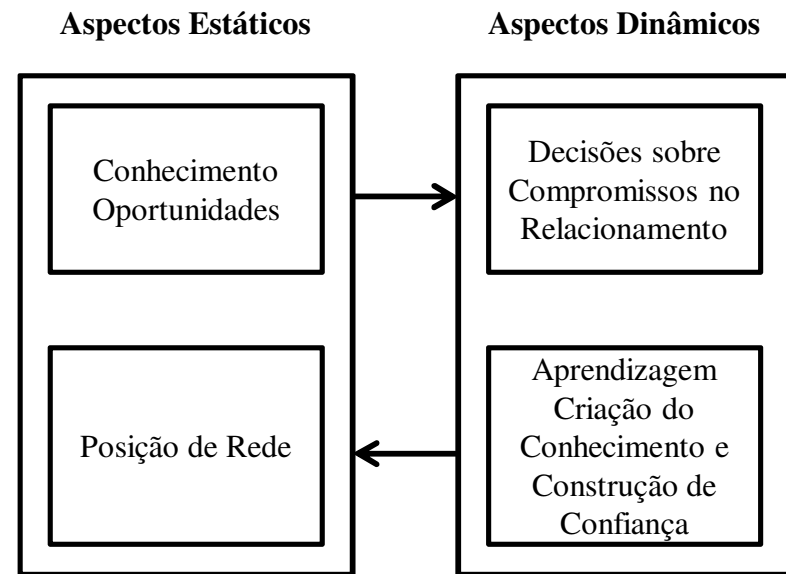 Aspectos Estáticos
Aspectos Dinâmicos
Conhecimento
Oportunidades
Decisões sobre
Compromissos no
Relacionamento
Posição de Rede
Aprendizagem
Criação do
Conhecimento e
Construção de
Confiança